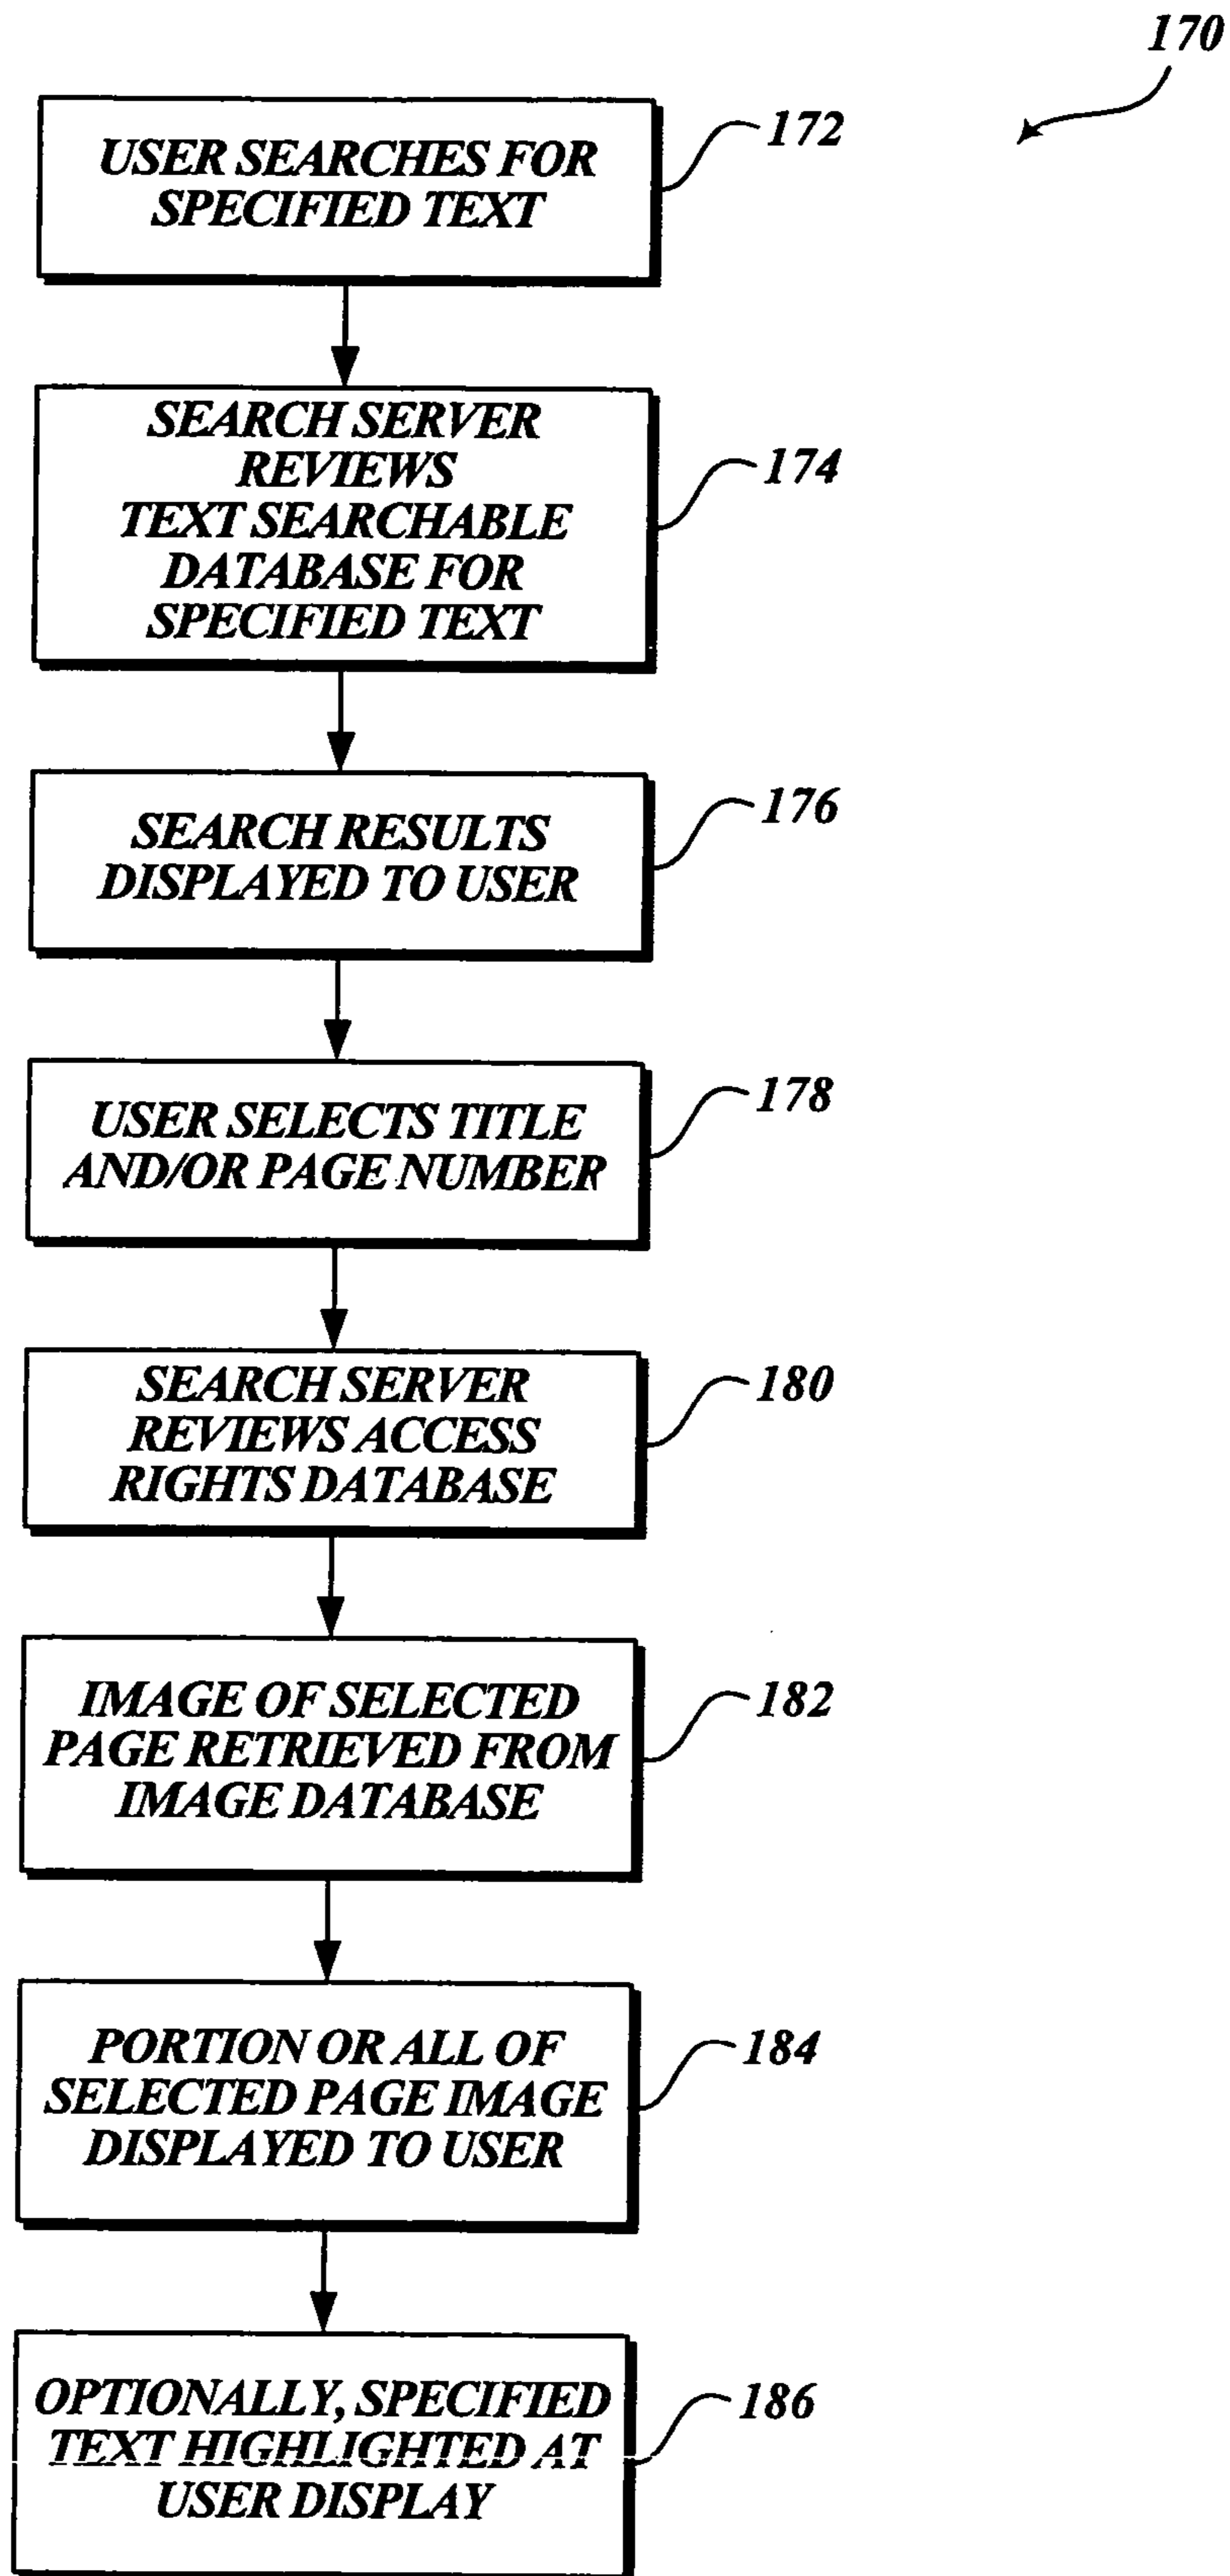 170
USER SEARCHES FOR
SPECIFIED TEXT
172
SEARCH SERVER
REVIEWS
TEXT SEARCHABLE
DATABASE FOR
SPECIFIED TEXT
174
SEARCH RESULTS
DISPLAYED TO USER
176
USER SELECTS TITLE
AND/OR PAGE NUMBER
178
SEARCH SERVER
REVIEWS ACCESS
RIGHTS DATABASE
180
IMAGE OF SELECTED
PAGE RETRIEVED FROM
IMAGE DATABASE
182
PORTION OR ALL OF
SELECTED PAGE IMAGE
DISPLAYED TO USER
184
OPTIONALLY, SPECIFIED
TEXT HIGHLIGHTED AT
USER DISPLAY
186